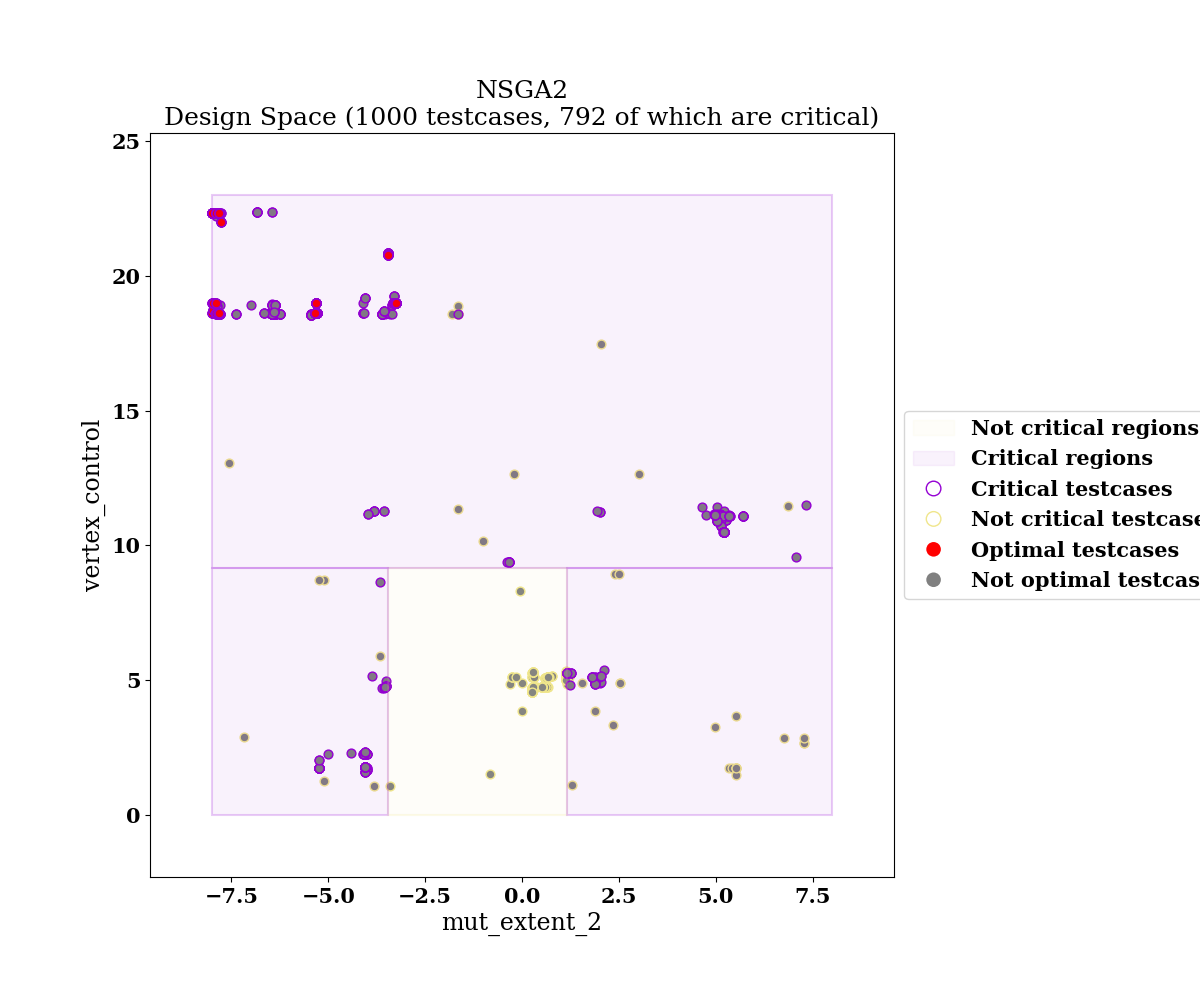 NSGA2
Design Space (1000 testcases, 792 of which are critical)
25
20
15
10
5
0
vertex_control
−7.5 −5.0 −2.5 0.0 2.5 5.0 7.5
mut_extent_2
Not critical regions
Critical regions
Critical testcases
Not critical testcase
Optimal testcases
Not optimal testcas